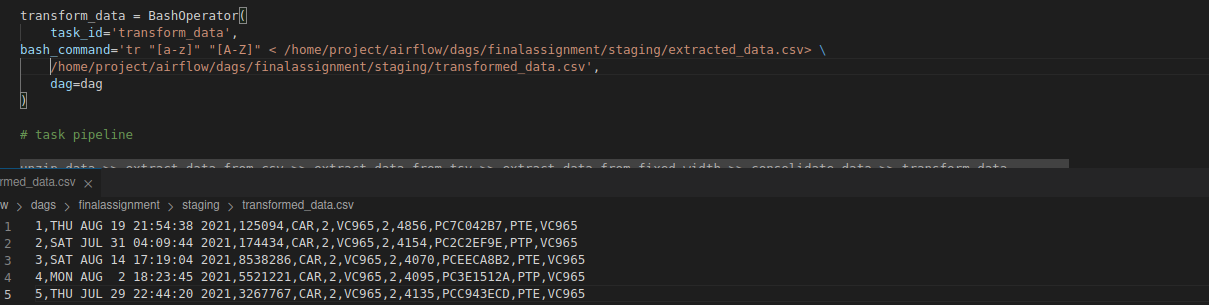 transform_data = BashOperator(
task_id='transform_data',
bash_command='tr "[a-z]" "[A-Z]" < /home/project/airflow/dags/finalassignment/staging/extracted_data.csv> \
/home/project/airflow/dags/finalassignment/staging/transformed_data.csv',
dag=dag
)
# task pipeline
unzip_data >> extract_data_from_csv >> extract_data_from_tsv >> extract_data_from_fixed_width >> consolidate_data >> transform_data
rmed_data.csv ×
w > dags > finalassignment > staging > transformed_data.csv
1 1,THU AUG 19 21:54:38 2021,125094,CAR,2,VC965,2,4856,PC7C042B7,PTE,VC965
2 2,SAT JUL 31 04:09:44 2021,174434,CAR,2,VC965,2,4154,PC2C2EF9E,PTP,VC965
3 3,SAT AUG 14 17:19:04 2021,8538286,CAR,2,VC965,2,4070,PCEECA8B2,PTE,VC965
4 4,MON AUG  2 18:23:45 2021,5521221,CAR,2,VC965,2,4095,PC3E1512A,PTP,VC965
5 5,THU JUL 29 22:44:20 2021,3267767,CAR,2,VC965,2,4135,PCC943ECD,PTE,VC965